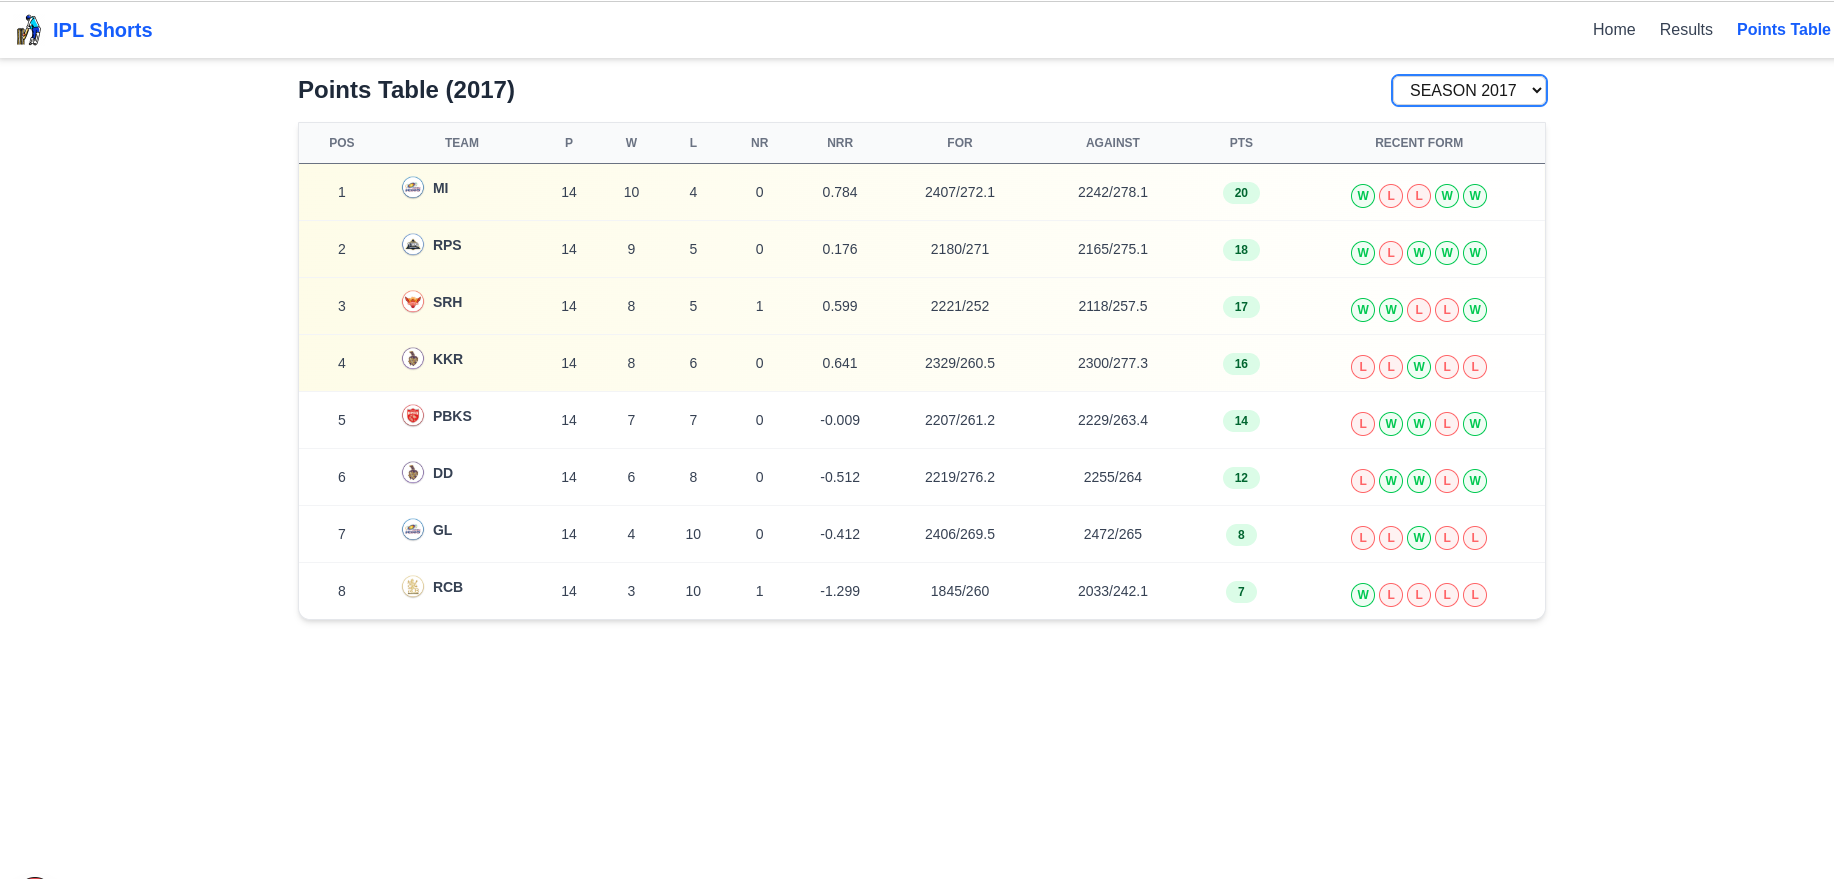 IPL Shorts Home Results Points Table
Points Table (2017) SEASON 2017
POS TEAM P W L NR NRR FOR AGAINST PTS RECENT FORM
1 MI 14 10 4 0 0.784 2407/272.1 2242/278.1 20 W L L W W
2 RPS 14 9 5 0 0.176 2180/271 2165/275.1 18 W L W W W
3 SRH 14 8 5 1 0.599 2221/252 2118/257.5 17 W W L L W
4 KKR 14 8 6 0 0.641 2329/260.5 2300/277.3 16 L L W L L
5 PBKS 14 7 7 0 -0.009 2207/261.2 2229/263.4 14 L W W L W
6 DD 14 6 8 0 -0.512 2219/276.2 2255/264 12 L W W L W
7 GL 14 4 10 0 -0.412 2406/269.5 2472/265 8 L L W L L
8 RCB 14 3 10 1 -1.299 1845/260 2033/242.1 7 W L L L L